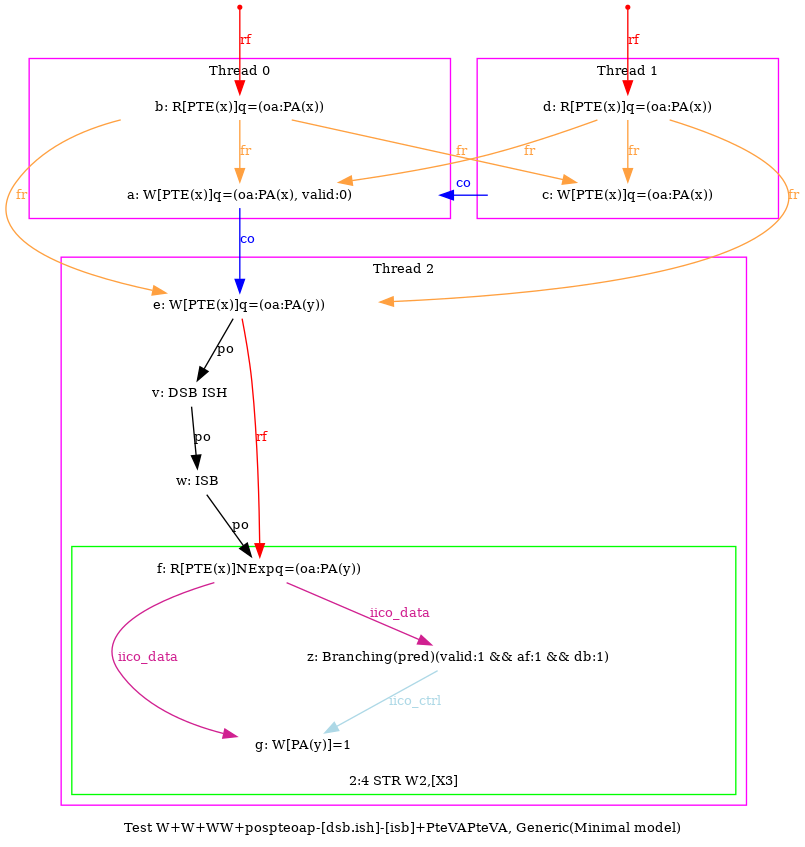 rf
rf
Thread 0
Thread 1
b: R[PTE(x)]q=(oa:PA(x))
d: R[PTE(x)]q=(oa:PA(x))
fr
fr
fr
fr
fr
fr
a: W[PTE(x)]q=(oa:PA(x), valid:0)
co
c: W[PTE(x)]q=(oa:PA(x))
co
Thread 2
e: W[PTE(x)]q=(oa:PA(y))
po
v: DSB ISH
po
rf
w: ISB
po
f: R[PTE(x)]NExpq=(oa:PA(y))
iico_data
iico_data
z: Branching(pred)(valid:1 && af:1 && db:1)
iico_ctrl
g: W[PA(y)]=1
2:4 STR W2,[X3]
Test W+W+WW+pospteoap-[dsb.ish]-[isb]+PteVAPteVA, Generic(Minimal model)